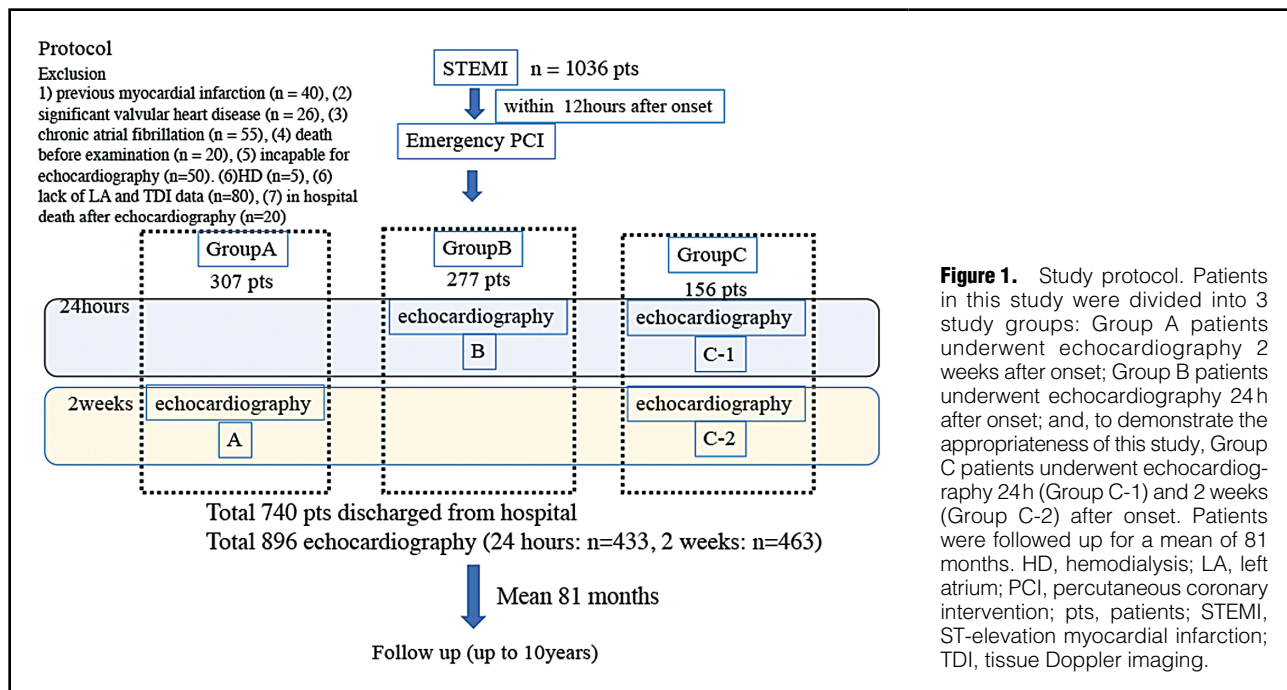 Protocol
Exclusion
1) previous myocardial infarction (n = 40), (2)
significant valvular heart disease (n = 26), (3)
chronic atrial fibrillation (n = 55), (4) death
before examination (n = 20), (5) incapable for
echocardiography (n=50). (6)HD (n=5), (6)
lack of LA and TDI data (n=80), (7) in hospital
death after echocardiography (n=20)
STEMI n = 1036 pts
within 12hours after onset
Emergency PCI
GroupA
307 pts
GroupB
277 pts
GroupC
156 pts
24hours
echocardiography
B
echocardiography
C-1
2weeks
echocardiography
A
echocardiography
C-2
Total 740 pts discharged from hospital
Total 896 echocardiography (24 hours: n=433, 2 weeks: n=463)
Mean 81 months
Follow up (up to 10years)
Figure 1. Study protocol. Patients
in this study were divided into 3
study groups: Group A patients
underwent echocardiography 2
weeks after onset; Group B patients
underwent echocardiography 24h
after onset; and, to demonstrate the
appropriateness of this study, Group
C patients underwent echocardiog-
raphy 24h (Group C-1) and 2 weeks
(Group C-2) after onset. Patients
were followed up for a mean of 81
months. HD, hemodialysis; LA, left
atrium; PCI, percutaneous coronary
intervention; pts, patients; STEMI,
ST-elevation myocardial infarction;
TDI, tissue Doppler imaging.